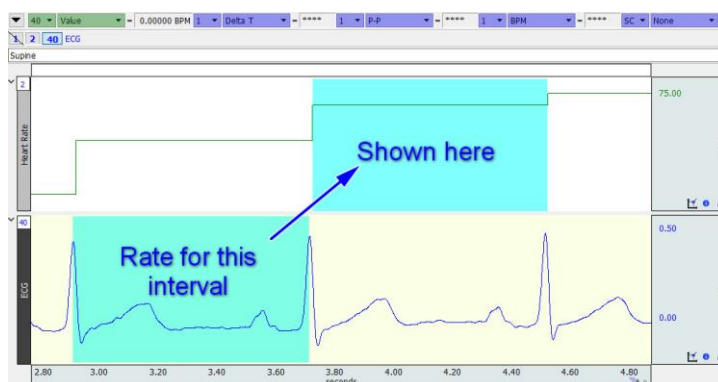 40 Value = 0.00000 BPM 1 Delta T = **** 1 P-P = **** 1 BPM = **** SC None
1 2 40 ECG
Supine
2
Heart Rate
75.00
Shown here
40
ECG
0.50
Rate for this
interval
0.00
2.80 3.00 3.20 3.40 3.60 3.80 4.00 4.20 4.40 4.60 4.80
seconds